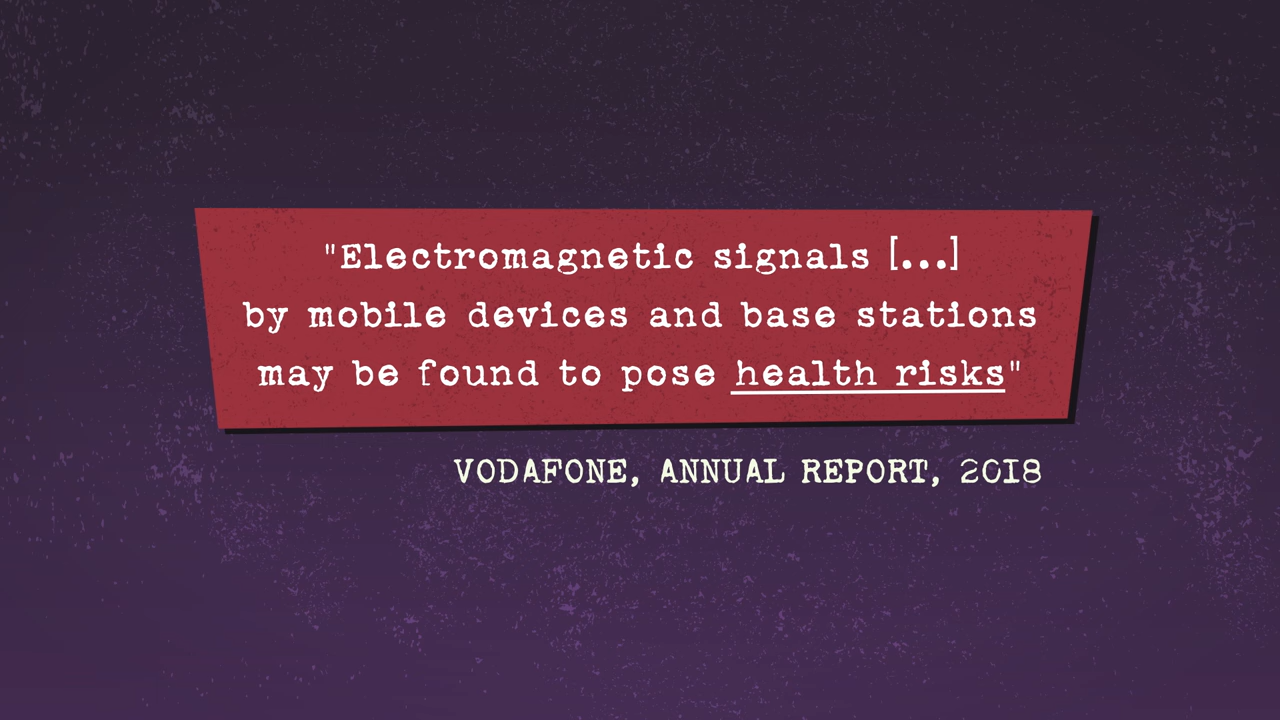 "Electromagnetic signals [...]
by mobile devices and base stations
may be found to pose health risks"
VODAFONE, ANNUAL REPORT, 2018